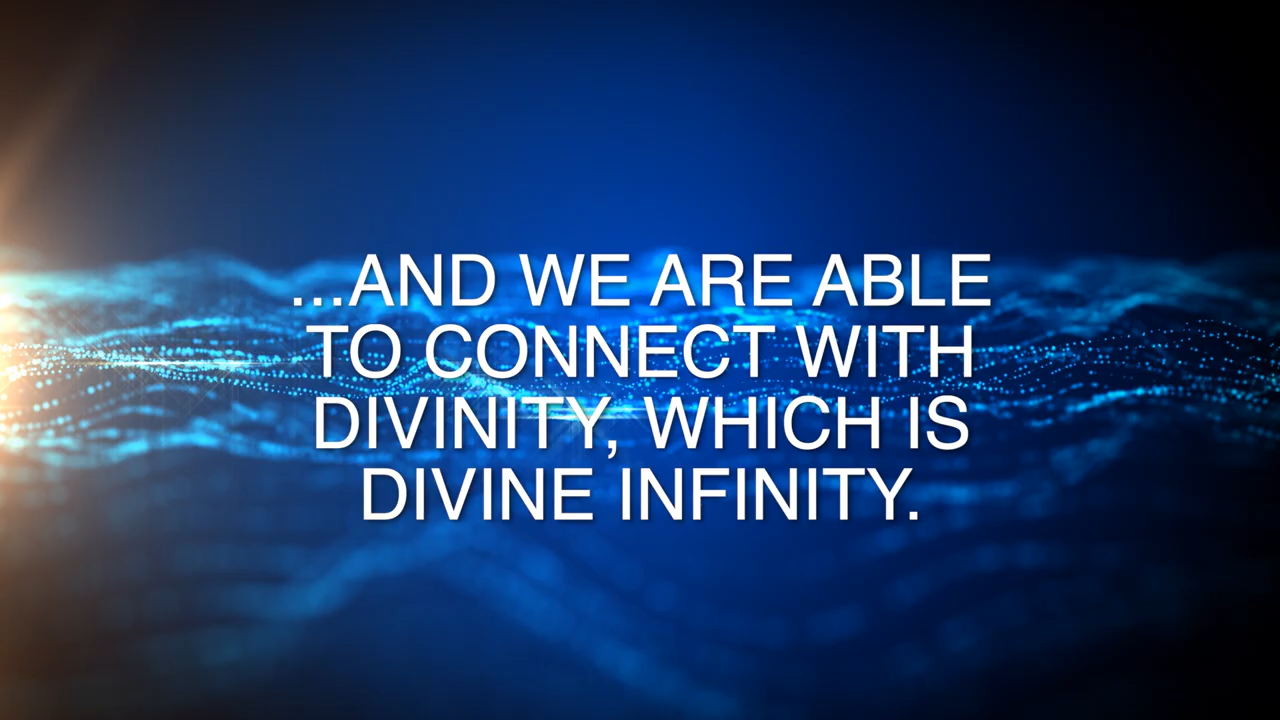 ...AND WE ARE ABLE
TO CONNECT WITH
DIVINITY, WHICH IS
DIVINE INFINITY.